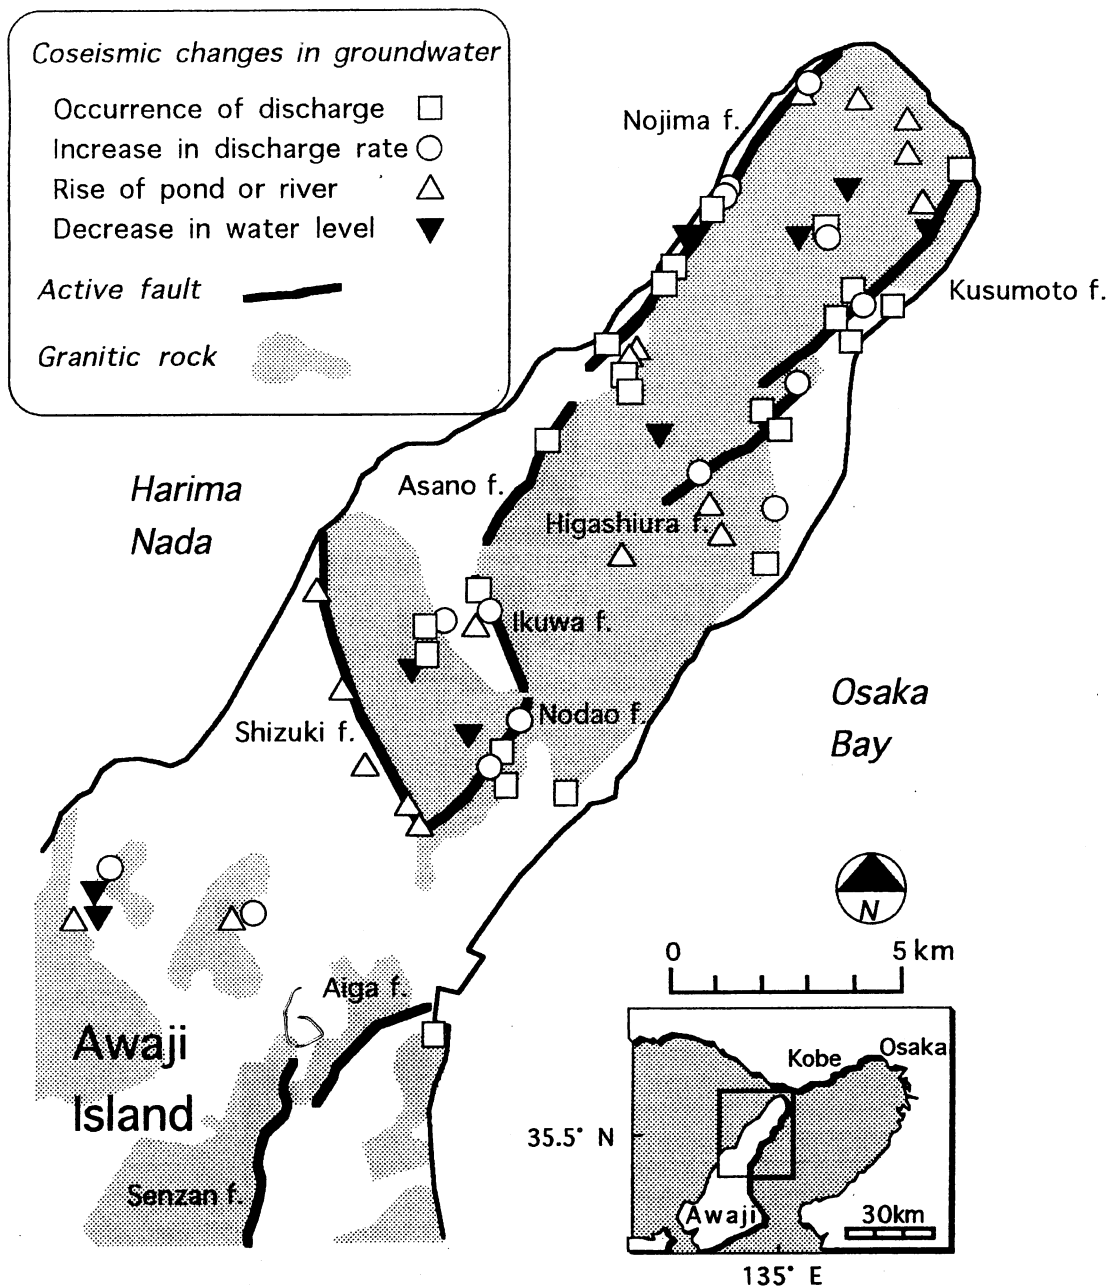 Coseismic changes in groundwater
Occurrence of discharge
Increase in discharge rate
Rise of pond or river
Decrease in water level
Active fault
Granitic rock
Nojima f.
Kusumoto f.
Harima
Nada
Asano f.
Higashiura f.
Ikuwa f.
Osaka
Bay
Shizuki f.
Nodao f.
N
0 5 km
Aiga f.
Awaji
Island
Kobe
Osaka
35.5° N
Senzan f.
Awaji
30km
135° E